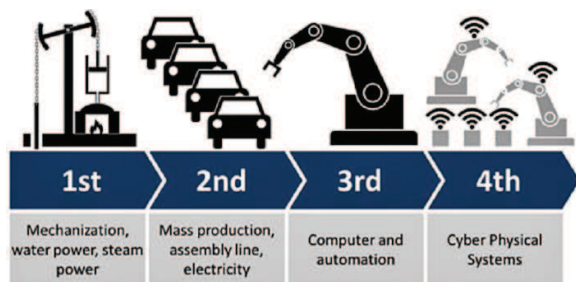 1st
2nd
3rd
4th
Mechanization,
water power, steam
power
Mass production,
assembly line,
electricity
Computer and
automation
Cyber Physical
Systems